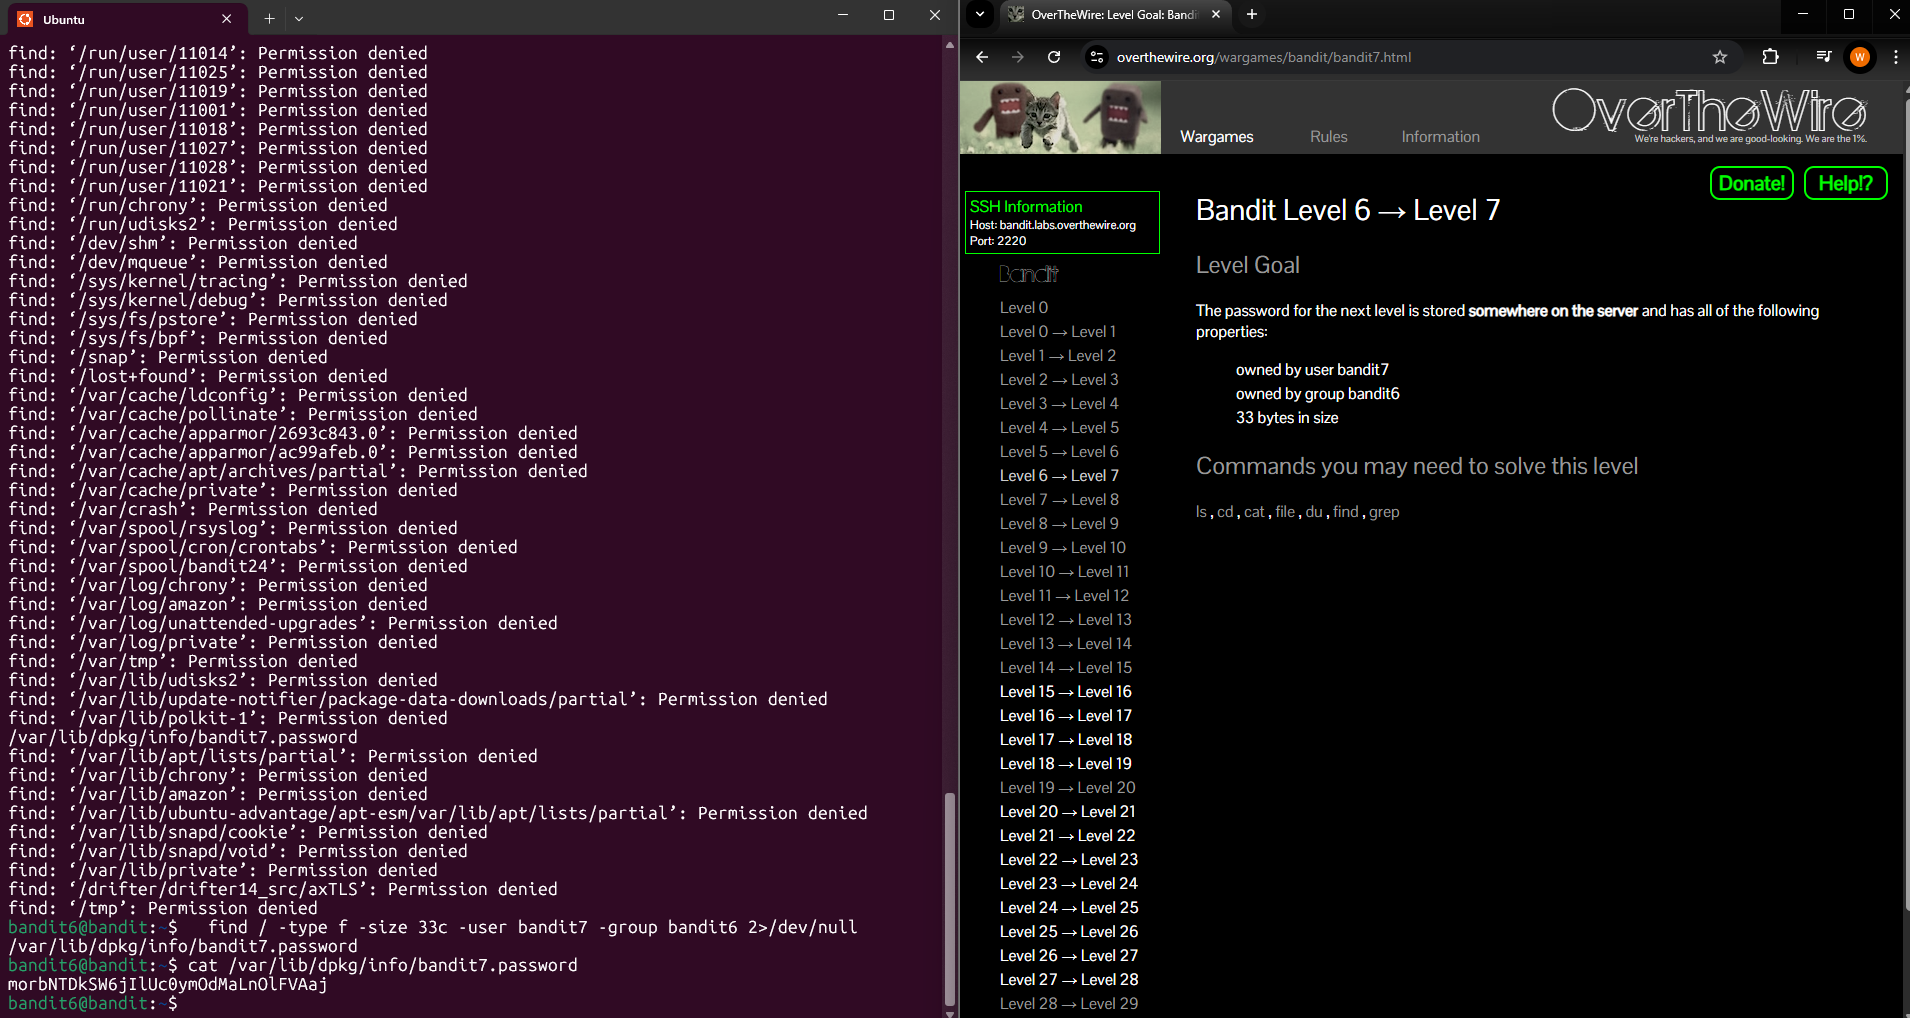 Ubuntu
find: ‘/run/user/11014’: Permission denied
find: ‘/run/user/11025’: Permission denied
find: ‘/run/user/11019’: Permission denied
find: ‘/run/user/11001’: Permission denied
find: ‘/run/user/11018’: Permission denied
find: ‘/run/user/11027’: Permission denied
find: ‘/run/user/11028’: Permission denied
find: ‘/run/user/11021’: Permission denied
find: ‘/run/chrony’: Permission denied
find: ‘/run/udisks2’: Permission denied
find: ‘/dev/shm’: Permission denied
find: ‘/dev/mqueue’: Permission denied
find: ‘/sys/kernel/tracing’: Permission denied
find: ‘/sys/kernel/debug’: Permission denied
find: ‘/sys/fs/pstore’: Permission denied
find: ‘/sys/fs/bpf’: Permission denied
find: ‘/snap’: Permission denied
find: ‘/lost+found’: Permission denied
find: ‘/var/cache/ldconfig’: Permission denied
find: ‘/var/cache/pollinate’: Permission denied
find: ‘/var/cache/apparmor/2693c843.0’: Permission denied
find: ‘/var/cache/apparmor/ac99afeb.0’: Permission denied
find: ‘/var/cache/apt/archives/partial’: Permission denied
find: ‘/var/cache/private’: Permission denied
find: ‘/var/crash’: Permission denied
find: ‘/var/spool/rsyslog’: Permission denied
find: ‘/var/spool/cron/crontabs’: Permission denied
find: ‘/var/spool/bandit24’: Permission denied
find: ‘/var/log/chrony’: Permission denied
find: ‘/var/log/amazon’: Permission denied
find: ‘/var/log/unattended-upgrades’: Permission denied
find: ‘/var/log/private’: Permission denied
find: ‘/var/tmp’: Permission denied
find: ‘/var/lib/udisks2’: Permission denied
find: ‘/var/lib/update-notifier/package-data-downloads/partial’: Permission denied
find: ‘/var/lib/polkit-1’: Permission denied
/var/lib/dpkg/info/bandit7.password
find: ‘/var/lib/apt/lists/partial’: Permission denied
find: ‘/var/lib/chrony’: Permission denied
find: ‘/var/lib/amazon’: Permission denied
find: ‘/var/lib/ubuntu-advantage/apt-esm/var/lib/apt/lists/partial’: Permission denied
find: ‘/var/lib/snapd/cookie’: Permission denied
find: ‘/var/lib/snapd/void’: Permission denied
find: ‘/var/lib/private’: Permission denied
find: ‘/drifter/drifter14_src/axTLS’: Permission denied
find: ‘/tmp’: Permission denied
bandit6@bandit:~$   find / -type f -size 33c -user bandit7 -group bandit6 2>/dev/null
/var/lib/dpkg/info/bandit7.password
bandit6@bandit:~$ cat /var/lib/dpkg/info/bandit7.password
morbNTDkSW6jIlUc0ymOdMaLnOlFVAaj
bandit6@bandit:~$
OverTheWire: Level Goal: Bandi
overthewire.org/wargames/bandit/bandit7.html
W
Wargames
Rules
Information
OverTheWire
We're hackers, and we are good-looking. We are the 1%.
Donate!
Help!?
SSH Information
Host: bandit.labs.overthewire.org
Port: 2220
Bandit
Level 0
Level 0 → Level 1
Level 1 → Level 2
Level 2 → Level 3
Level 3 → Level 4
Level 4 → Level 5
Level 5 → Level 6
Level 6 → Level 7
Level 7 → Level 8
Level 8 → Level 9
Level 9 → Level 10
Level 10 → Level 11
Level 11 → Level 12
Level 12 → Level 13
Level 13 → Level 14
Level 14 → Level 15
Level 15 → Level 16
Level 16 → Level 17
Level 17 → Level 18
Level 18 → Level 19
Level 19 → Level 20
Level 20 → Level 21
Level 21 → Level 22
Level 22 → Level 23
Level 23 → Level 24
Level 24 → Level 25
Level 25 → Level 26
Level 26 → Level 27
Level 27 → Level 28
Level 28 → Level 29
Bandit Level 6 → Level 7
Level Goal
The password for the next level is stored somewhere on the server and has all of the following
properties:
owned by user bandit7
owned by group bandit6
33 bytes in size
Commands you may need to solve this level
ls , cd , cat , file , du , find , grep